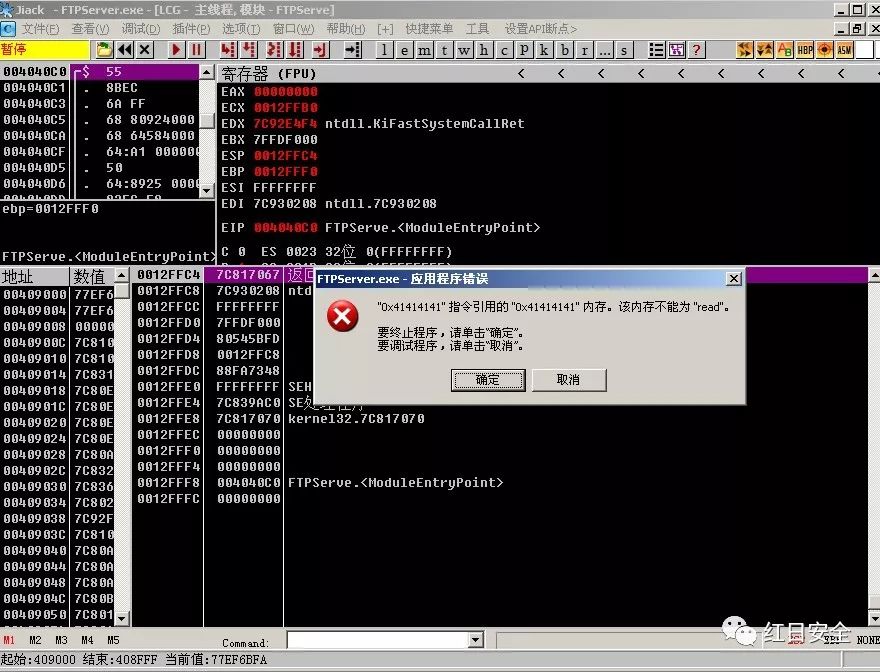 Jiack - FTPServer.exe - [LCG - 主线程, 模块 - FTPServe]
文件(F) 查看(V) 调试(D) 插件(P) 选项(T) 窗口(W) 帮助(H) [+] 快捷菜单 工具 设置API断点>
暂停 l e m t w h c p k b r ... s ?
HBP ASM
004040C0 $ 55
004040C1 . 8BEC
004040C3 . 6A FF
004040C5 . 68 80924000
004040CA . 68 64584000
004040CF . 64:A1 000000
004040D5 . 50
004040D6 . 64:8925 0000
ebp=0012FFF0
FTPServe.<ModuleEntryPoint>
寄存器 (FPU) < < < < < < < < <
EAX 00000000
ECX 0012FFB0
EDX 7C92E4F4 ntdll.KiFastSystemCallRet
EBX 7FFDF000
ESP 0012FFC4
EBP 0012FFF0
ESI FFFFFFFF
EDI 7C930208 ntdll.7C930208
EIP 004040C0 FTPServe.<ModuleEntryPoint>
C 0 ES 0023 32位 0(FFFFFFFF)
地址 数值
00409000 77EF6
00409004 77EF6
00409008 00000
0040900C 7C810
00409010 7C810
00409014 7C831
00409018 7C80E
0040901C 7C80E
00409020 7C80E
00409024 7C80E
00409028 7C80A
0040902C 7C832
00409030 7C836
00409034 7C802
00409038 7C92F
0040903C 7C810
00409040 7C80A
00409044 7C80A
00409048 7C80A
0040904C 7C80B
00409050 7C801
0012FFC4 7C817067 返回
0012FFC8 7C930208 ntd
0012FFCC FFFFFFFF
0012FFD0 7FFDF000
0012FFD4 80545BFD
0012FFD8 0012FFC8
0012FFDC 88FA7348
0012FFE0 FFFFFFFF SEH
0012FFE4 7C839AC0 SE处理程序
0012FFE8 7C817070 kernel32.7C817070
0012FFEC 00000000
0012FFF0 00000000
0012FFF4 00000000
0012FFF8 004040C0 FTPServe.<ModuleEntryPoint>
0012FFFC 00000000
FTPServer.exe - 应用程序错误
"0x41414141" 指令引用的 "0x41414141" 内存。该内存不能为 "read"。
要终止程序，请单击“确定”。
要调试程序，请单击“取消”。
确定 取消
M1 M2 M3 M4 M5 Command: NONE
起始:409000 结束:408FFF 当前值:77EF6BFA
红日安全